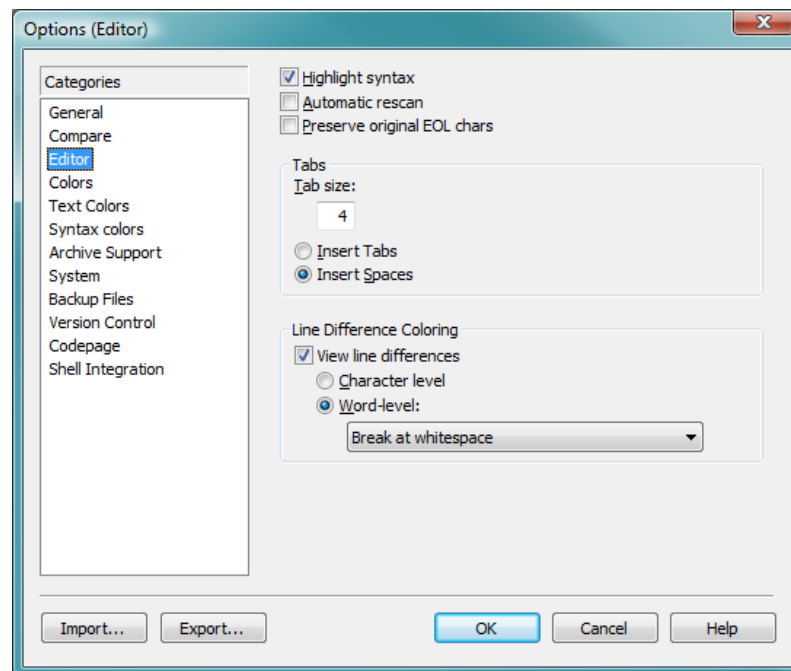 Options (Editor)
Categories
General
Compare
Editor
Colors
Text Colors
Syntax colors
Archive Support
System
Backup Files
Version Control
Codepage
Shell Integration
Highlight syntax
Automatic rescan
Preserve original EOL chars
Tabs
Tab size:
4
Insert Tabs
Insert Spaces
Line Difference Coloring
View line differences
Character level
Word-level:
Break at whitespace
Import... Export... OK Cancel Help